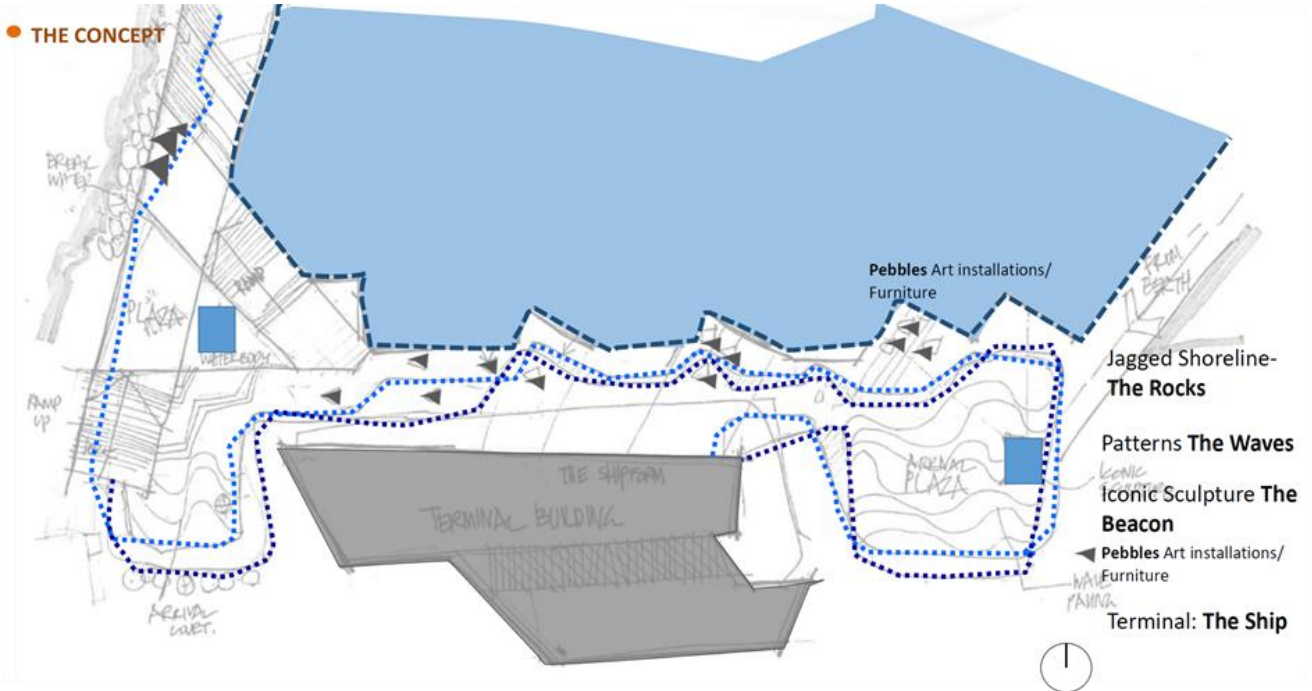 THE CONCEPT
BREAK
WATER
PLAZA
RAMP
WATERBODY
RAMP
UP
ARRIVAL
COURT.
THE SHIPFORM
TERMINAL BUILDING
Pebbles Art installations/
Furniture
FROM
BERTH
ARRIVAL
PLAZA
Jagged Shoreline-
The Rocks
Patterns The Waves
ICONIC
Iconic Sculpture The
Beacon
Pebbles Art installations/
Furniture
WAVE
PAVING
Terminal: The Ship